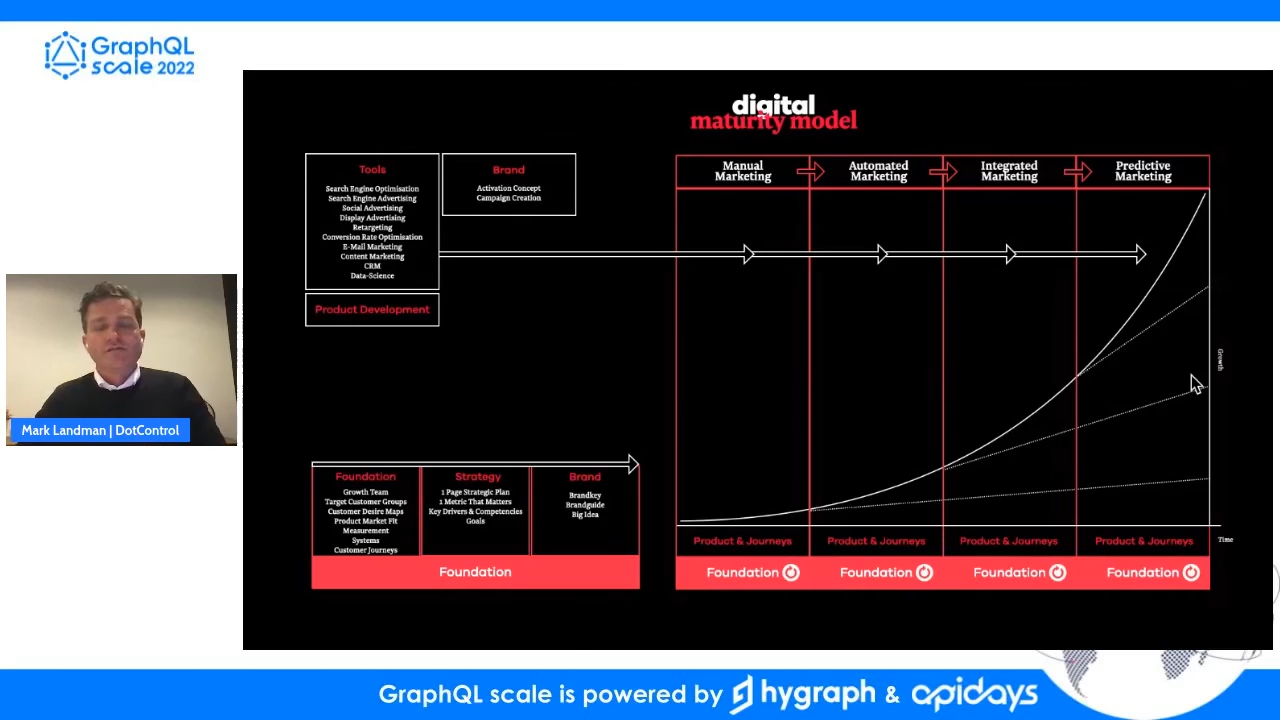 GraphQL
scale 2022
digital
maturity model
Tools
Search Engine Optimisation
Search Engine Advertising
Social Advertising
Display Advertising
Retargeting
Conversion Rate Optimisation
E-Mail Marketing
Content Marketing
CRM
Data-Science
Brand
Activation Concept
Campaign Creation
Product Development
Manual
Marketing
Automated
Marketing
Integrated
Marketing
Predictive
Marketing
Growth
Time
Mark Landman | DotControl
Foundation
Growth Team
Target Customer Groups
Customer Desire Maps
Product Market Fit
Measurement
Systems
Customer Journeys
Strategy
1 Page Strategic Plan
1 Metric That Matters
Key Drivers & Competencies
Goals
Brand
Brandkey
Brandguide
Big Idea
Foundation
Product & Journeys
Product & Journeys
Product & Journeys
Product & Journeys
Foundation
Foundation
Foundation
Foundation
GraphQL scale is powered by hygraph & apidays